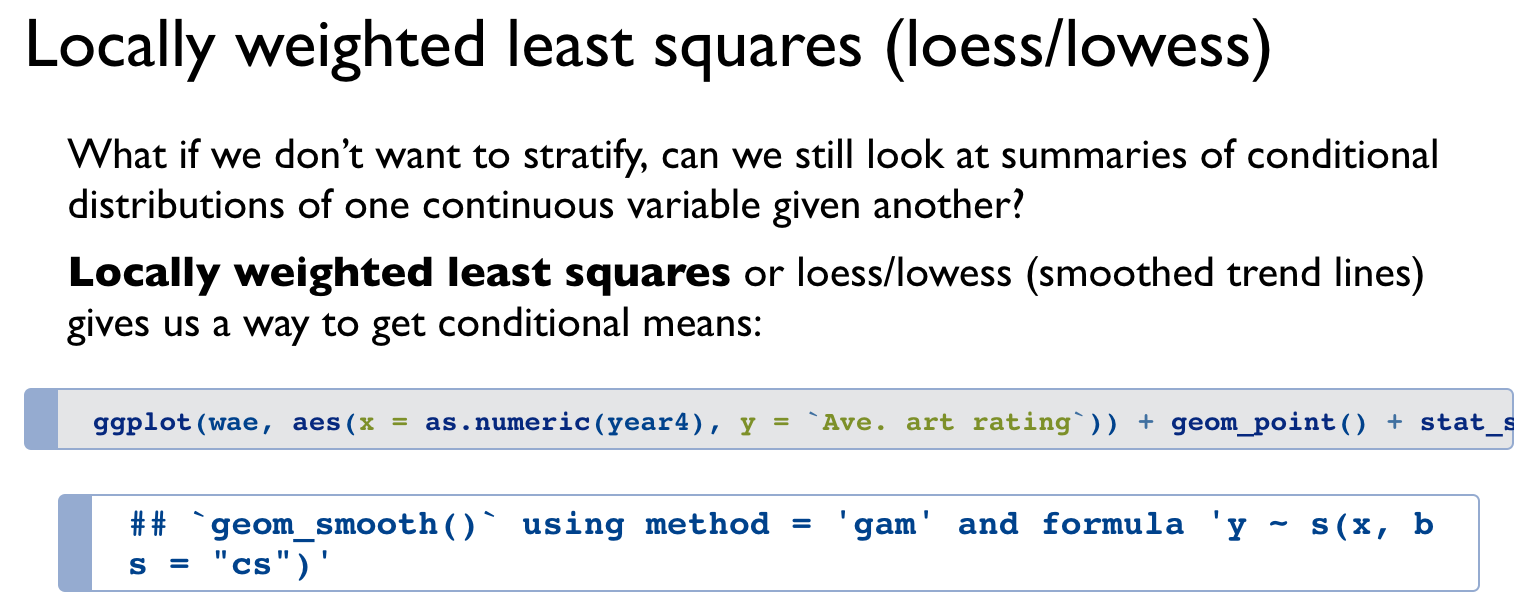 Locally weighted least squares (loess/lowess)
What if we don’t want to stratify, can we still look at summaries of conditional
distributions of one continuous variable given another?
Locally weighted least squares or loess/lowess (smoothed trend lines)
gives us a way to get conditional means:
ggplot(wae, aes(x = as.numeric(year4), y = `Ave. art rating`)) + geom_point() + stat_s
## `geom_smooth()` using method = 'gam' and formula 'y ~ s(x, b
s = "cs")'